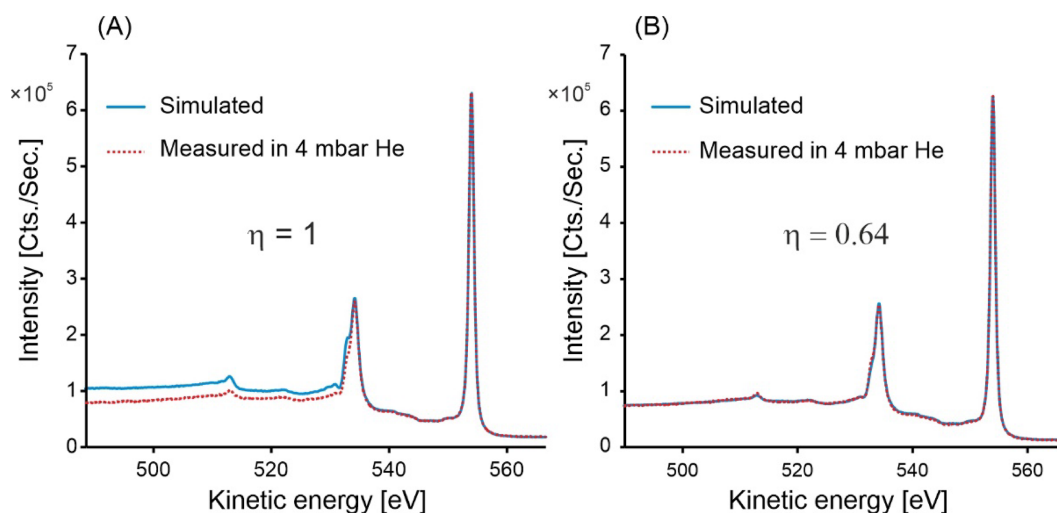 (A)
7
×10⁵
6
5
4
3
2
1
0
Intensity [Cts./Sec.]
Simulated
Measured in 4 mbar He
η = 1
500
520
540
560
Kinetic energy [eV]
(B)
7
×10⁵
6
5
4
3
2
1
0
Intensity [Cts./Sec.]
Simulated
Measured in 4 mbar He
η = 0.64
500
520
540
560
Kinetic energy [eV]